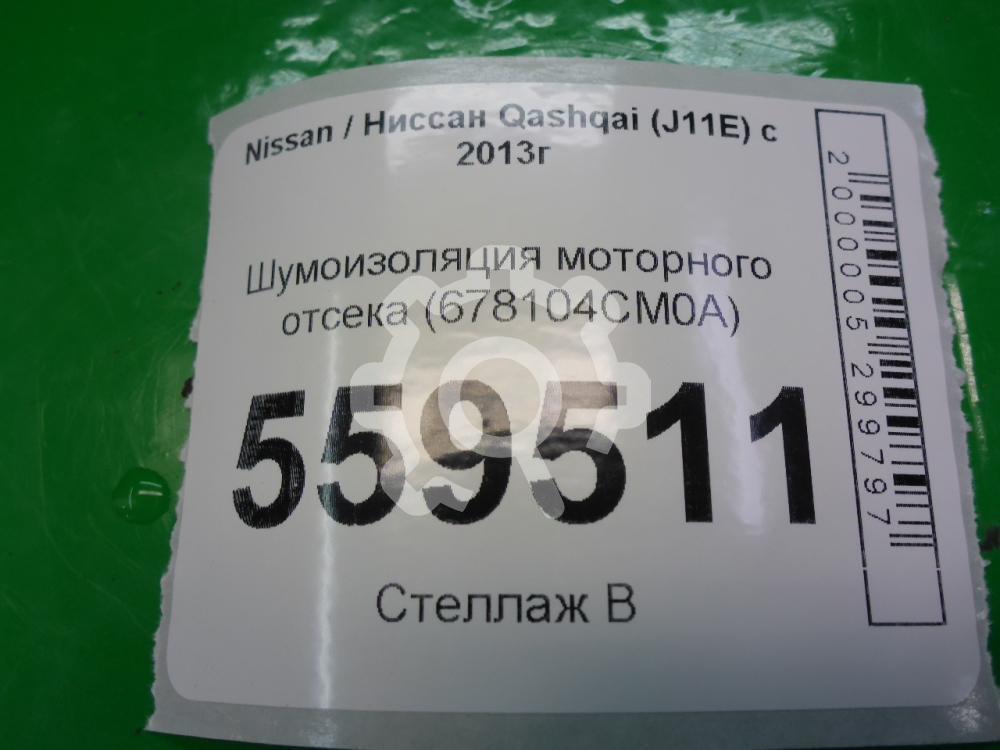 Nissan / Ниссан Qashqai (J11E) с
2013г
Шумоизоляция моторного
отсека (678104CM0A)
559511
Стеллаж В
2000005299797